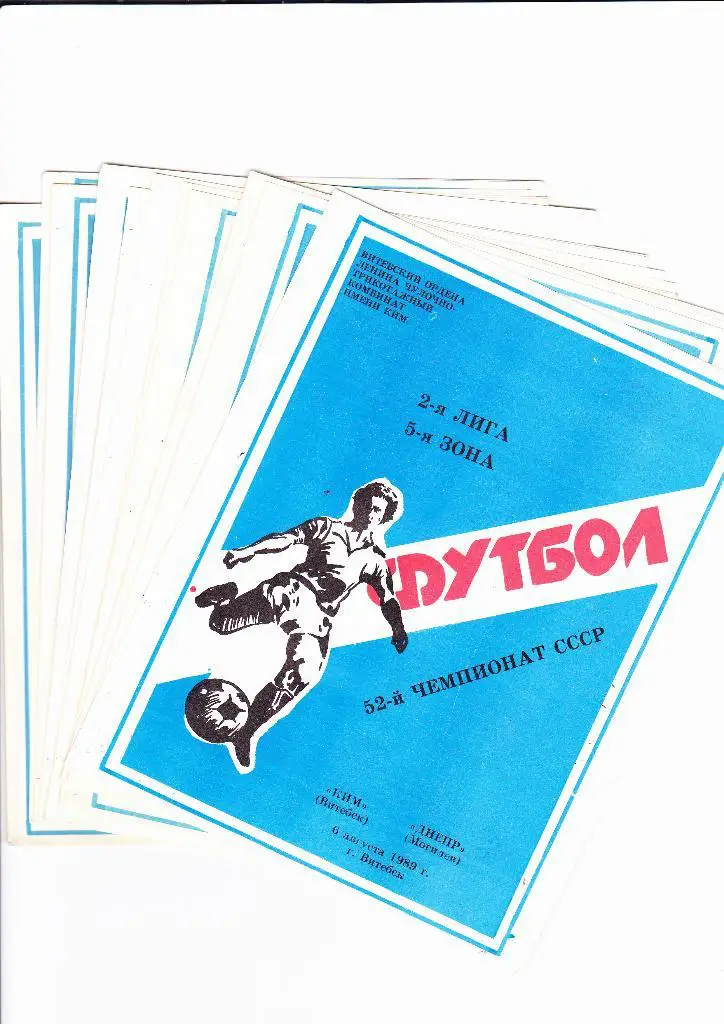 ВИТЕБСКИЙ ОРДЕНА
ЛЕНИНА ЧУЛОЧНО-
ТРИКОТАЖНЫЙ
КОМБИНАТ
ИМЕНИ КИМ
2-я ЛИГА
5-я ЗОНА
ФУТБОЛ
52-й ЧЕМПИОНАТ СССР
«КИМ»
(Витебск)
«ДНЕПР»
(Могилев)
6 августа 1989 г.
г. Витебск